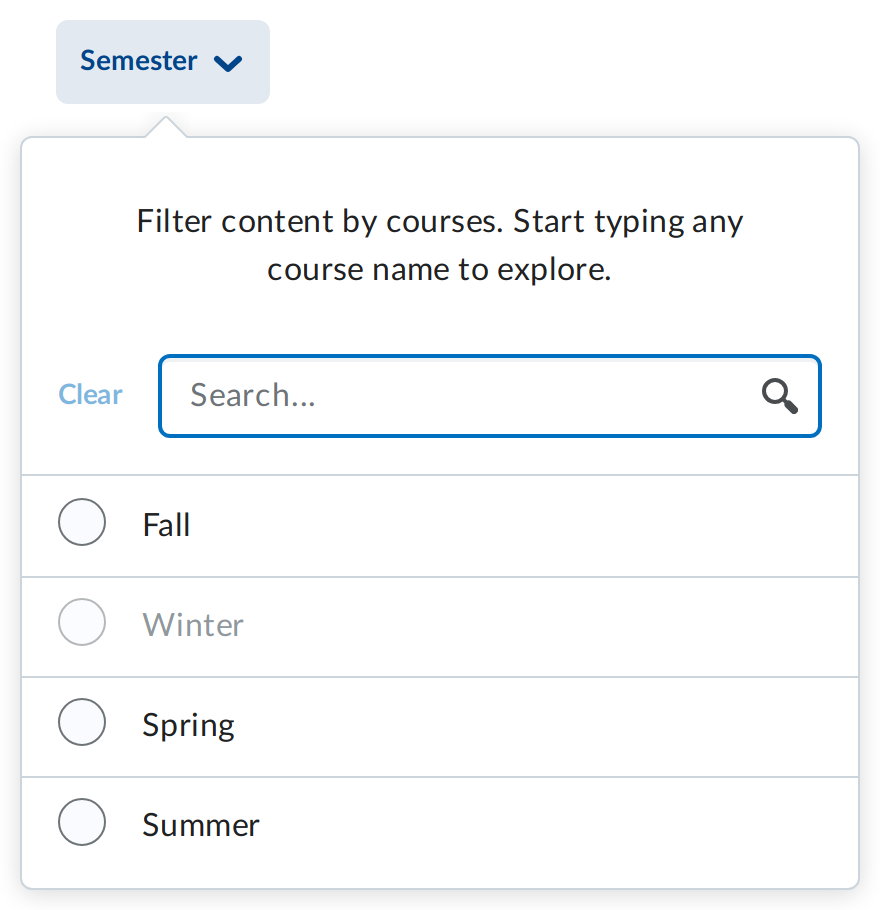 Semester
Filter content by courses. Start typing any
course name to explore.
Clear
Search...
Fall
Winter
Spring
Summer